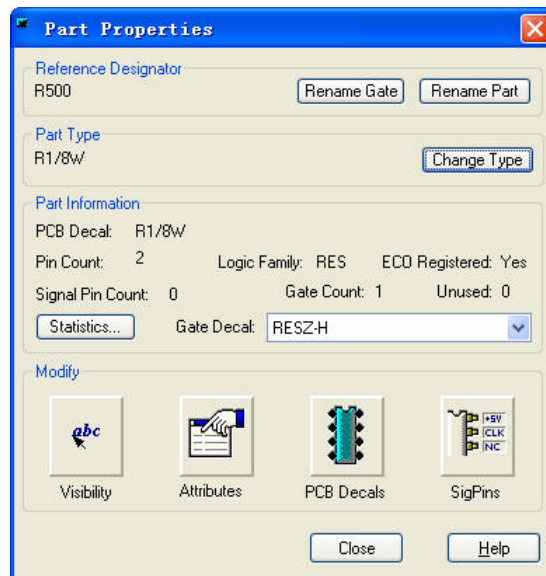 Part Properties
Reference Designator
R500
Rename Gate
Rename Part
Part Type
R1/8W
Change Type
Part Information
PCB Decal: R1/8W
Pin Count: 2 Logic Family: RES ECO Registered: Yes
Signal Pin Count: 0 Gate Count: 1 Unused: 0
Statistics... Gate Decal: RESZ-H
Modify
abc
+5V
CLK
NC
Visibility Attributes PCB Decals SigPins
Close Help